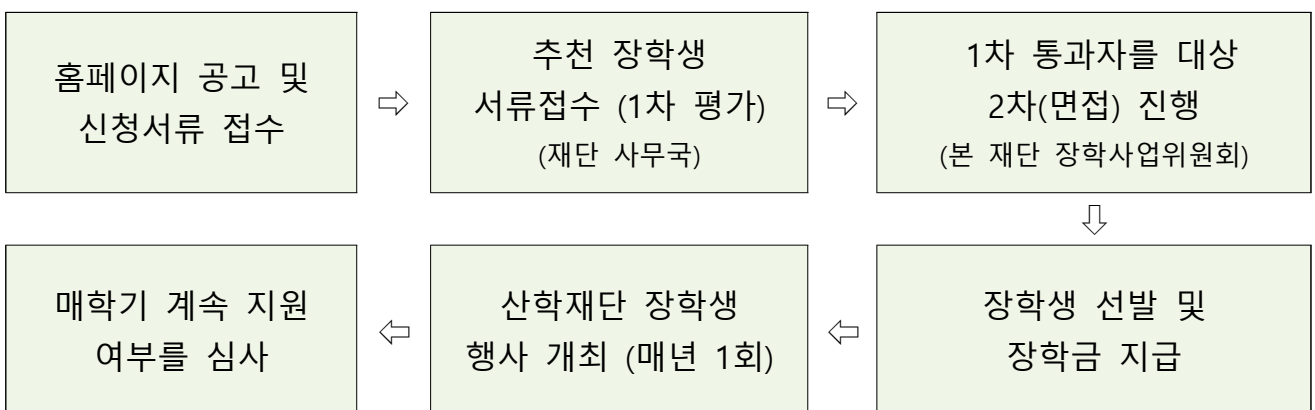 홈페이지 공고 및
신청서류 접수
⇨
추천 장학생
서류접수 (1차 평가)
(재단 사무국)
⇨
1차 통과자를 대상
2차(면접) 진행
(본 재단 장학사업위원회)
⇩
장학생 선발 및
장학금 지급
⇦
산학재단 장학생
행사 개최 (매년 1회)
⇦
매학기 계속 지원
여부를 심사